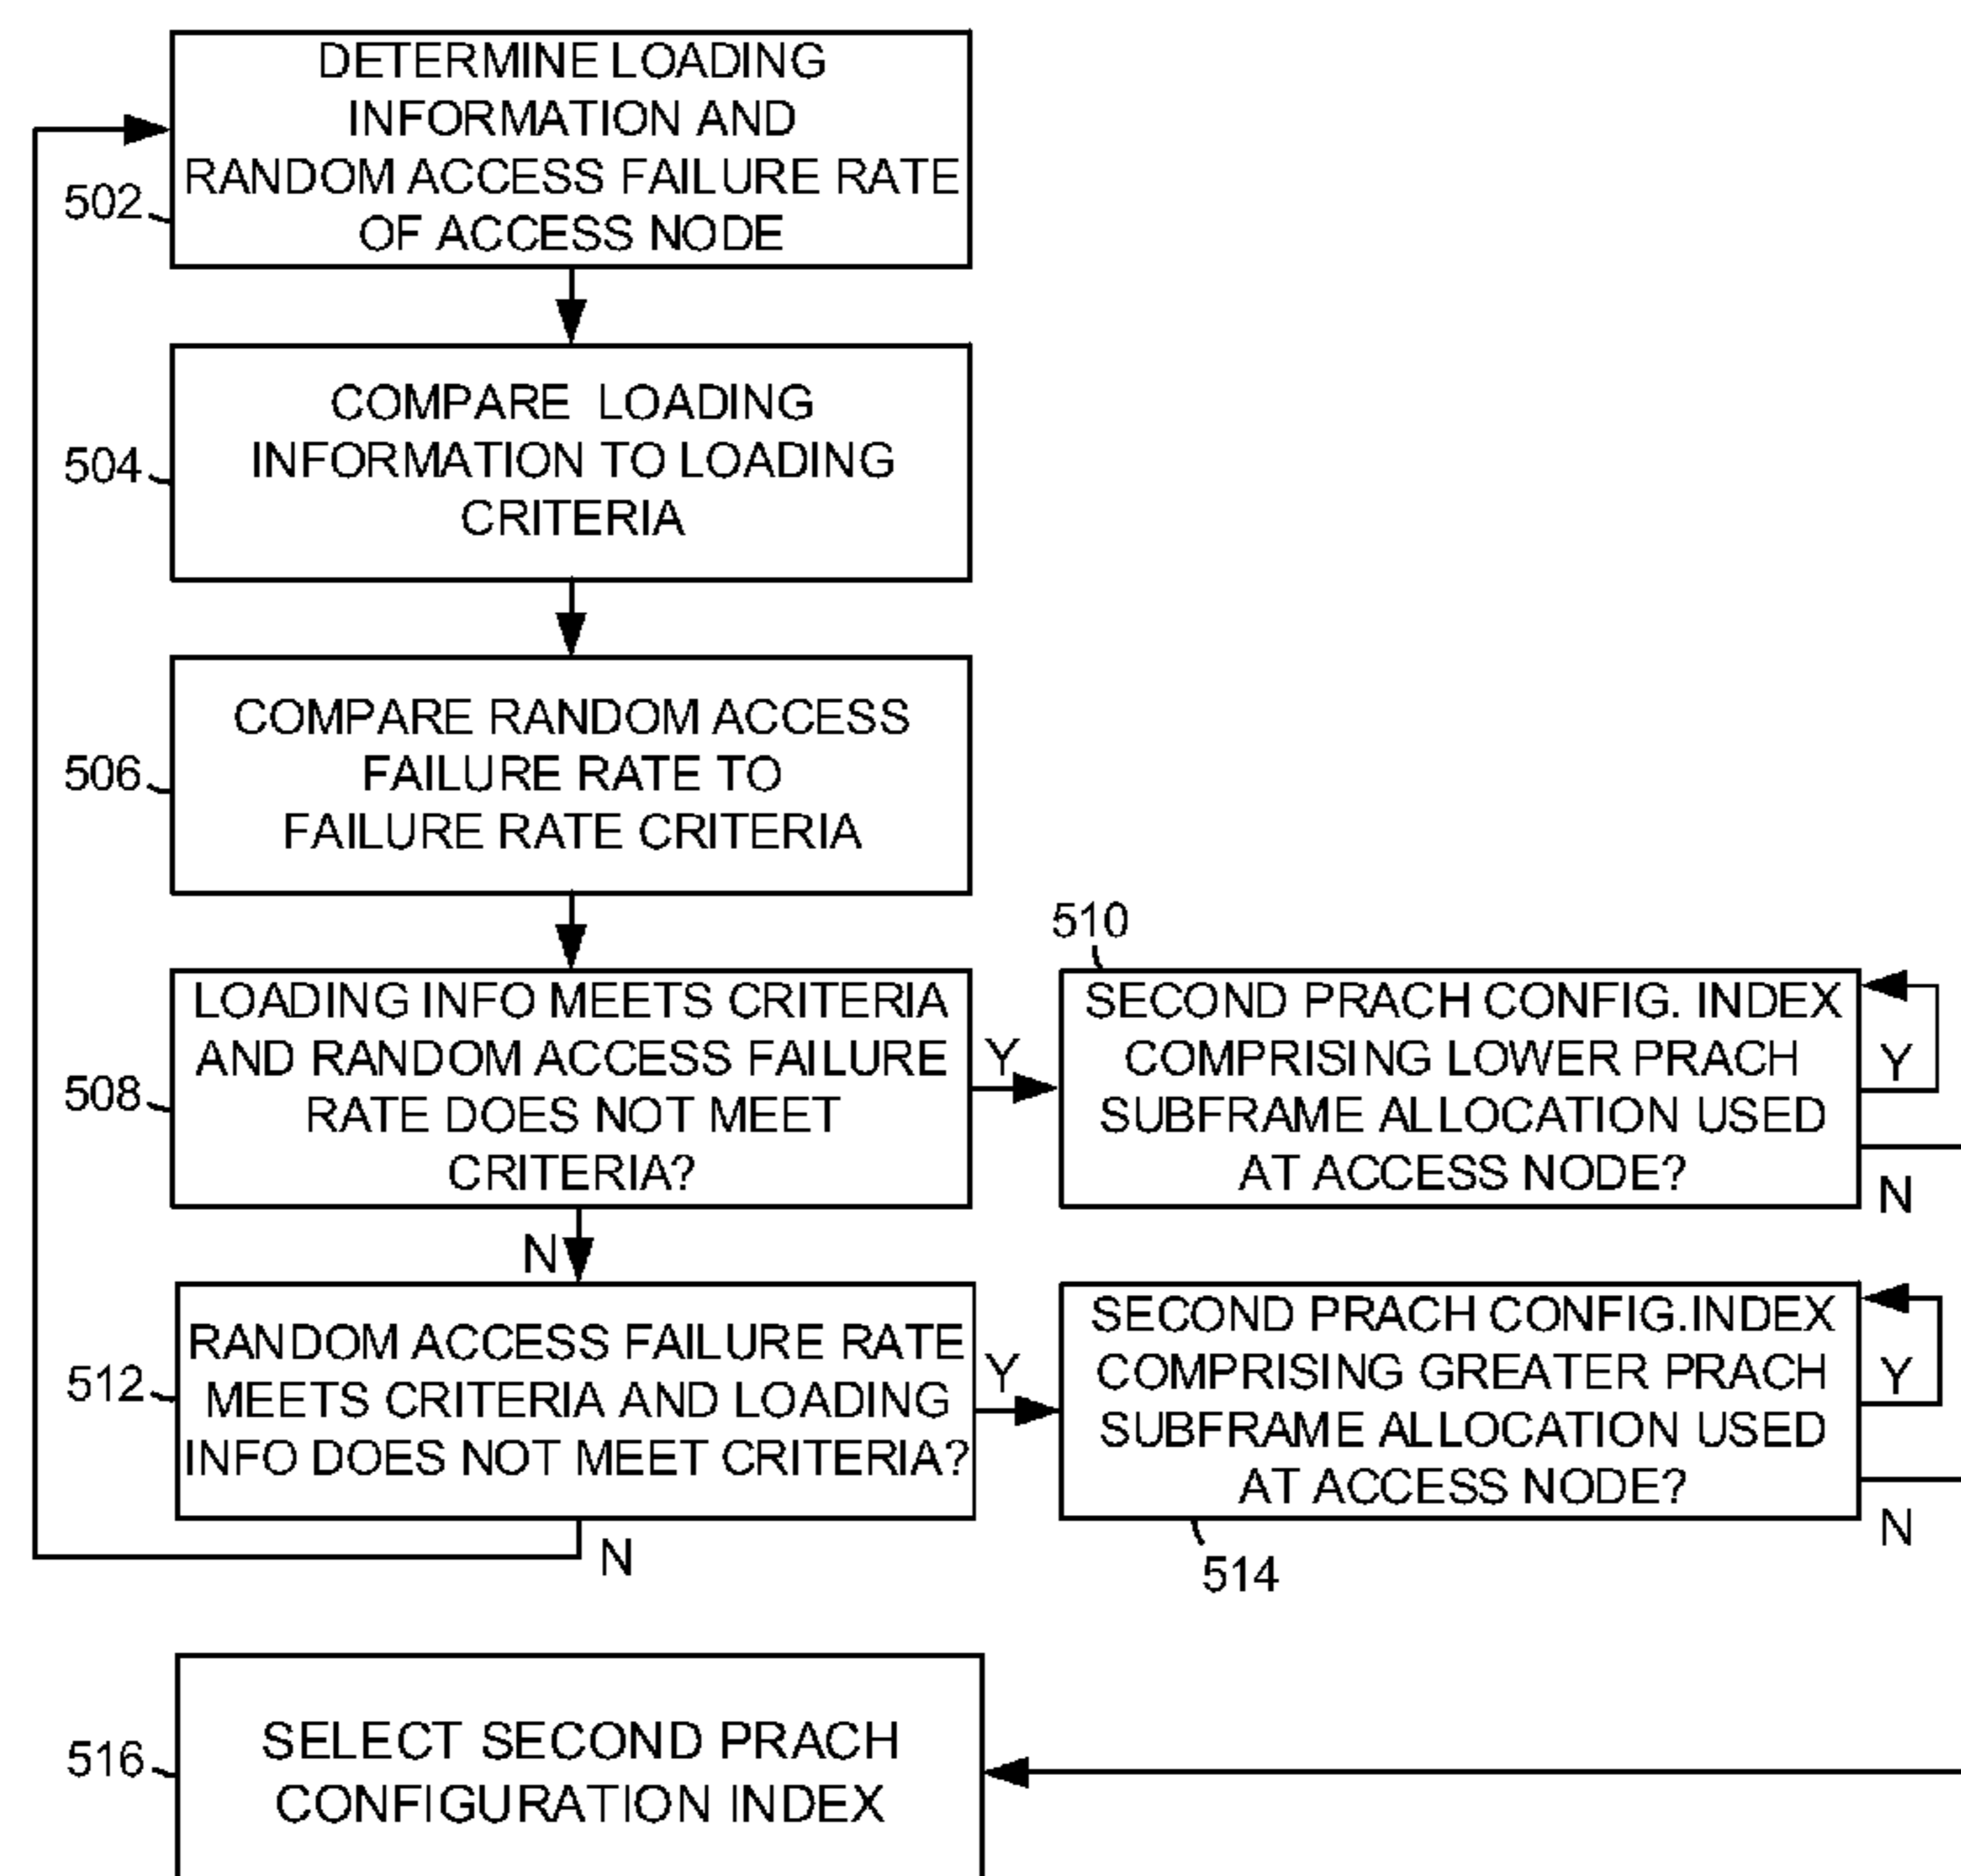 DETERMINE LOADING
INFORMATION AND
RANDOM ACCESS FAILURE RATE
OF ACCESS NODE
502
COMPARE LOADING
INFORMATION TO LOADING
CRITERIA
504
COMPARE RANDOM ACCESS
FAILURE RATE TO
FAILURE RATE CRITERIA
506
LOADING INFO MEETS CRITERIA
AND RANDOM ACCESS FAILURE
RATE DOES NOT MEET
CRITERIA?
508
Y
N
510
SECOND PRACH CONFIG. INDEX
COMPRISING LOWER PRACH
SUBFRAME ALLOCATION USED
AT ACCESS NODE?
Y
N
RANDOM ACCESS FAILURE RATE
MEETS CRITERIA AND LOADING
INFO DOES NOT MEET CRITERIA?
512
Y
N
SECOND PRACH CONFIG.INDEX
COMPRISING GREATER PRACH
SUBFRAME ALLOCATION USED
AT ACCESS NODE?
Y
N
514
SELECT SECOND PRACH
CONFIGURATION INDEX
516